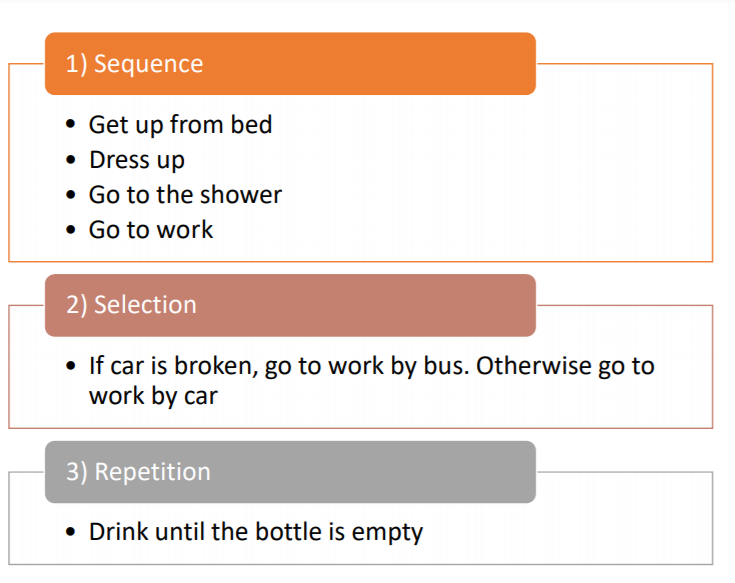 1) Sequence
• Get up from bed
• Dress up
• Go to the shower
• Go to work
2) Selection
• If car is broken, go to work by bus. Otherwise go to
work by car
3) Repetition
• Drink until the bottle is empty